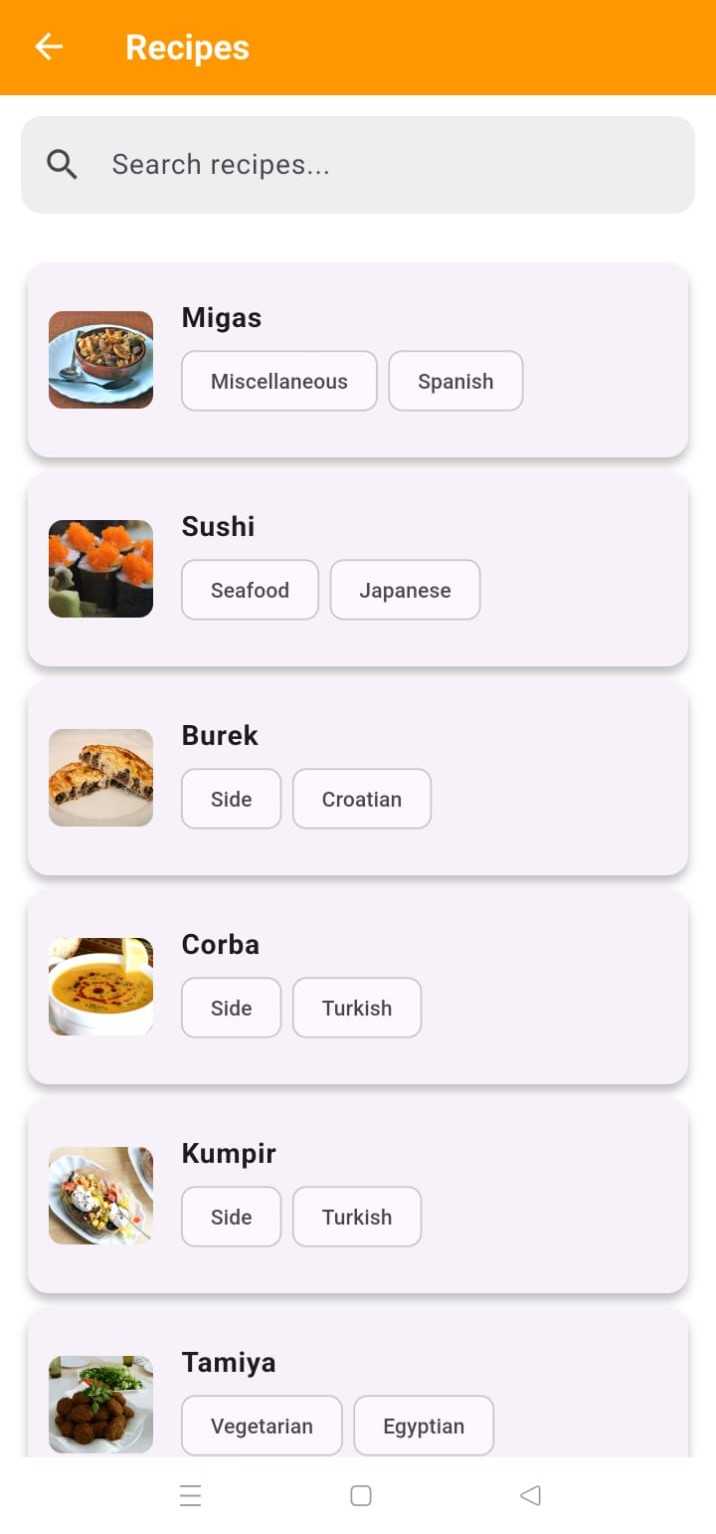 Recipes
Search recipes...
Migas
Miscellaneous Spanish
Sushi
Seafood Japanese
Burek
Side Croatian
Corba
Side Turkish
Kumpir
Side Turkish
Tamiya
Vegetarian Egyptian